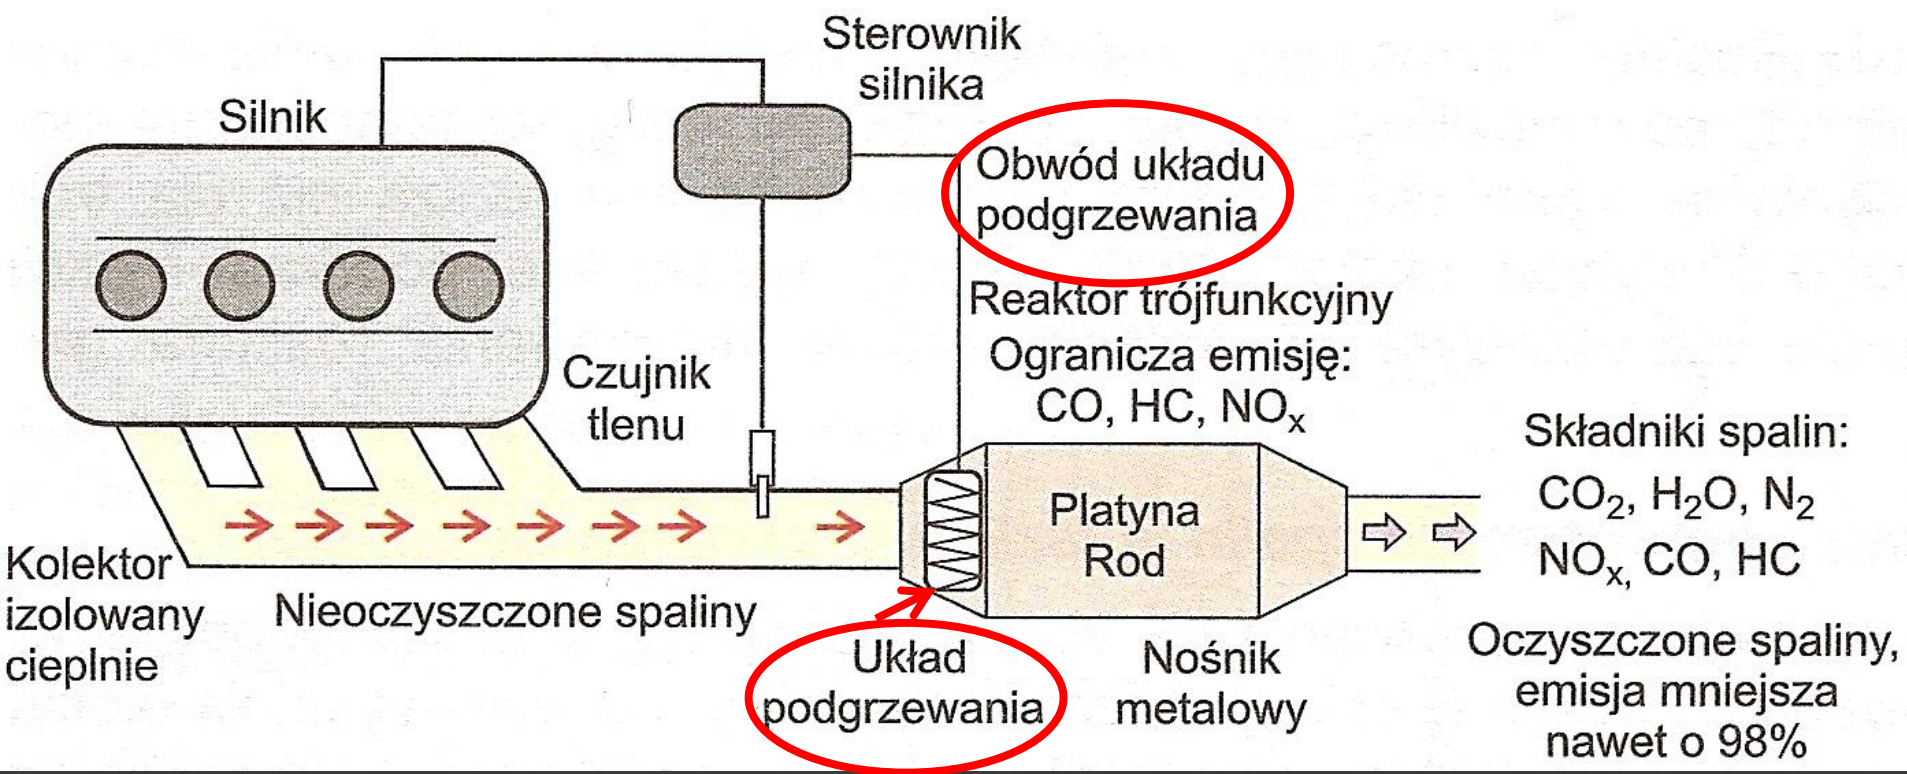 Sterownik
silnika
Silnik
Obwód układu
podgrzewania
Reaktor trójfunkcyjny
Ogranicza emisję:
CO, HC, NOₓ
Czujnik
tlenu
Składniki spalin:
CO₂, H₂O, N₂
NOₓ, CO, HC
Platyna
Rod
Kolektor
izolowany
cieplnie
Nieoczyszczone spaliny
Układ
podgrzewania
Nośnik
metalowy
Oczyszczone spaliny,
emisja mniejsza
nawet o 98%